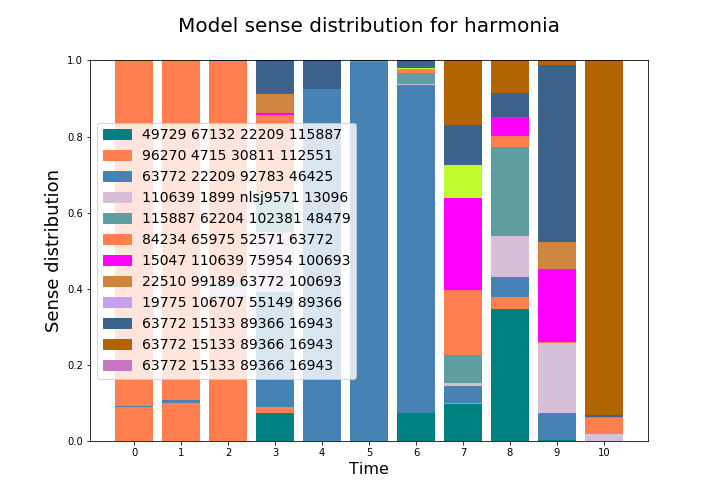 Model sense distribution for harmonia
Sense distribution
1.0
0.8
0.6
0.4
0.2
0.0
49729 67132 22209 115887
96270 4715 30811 112551
63772 22209 92783 46425
110639 1899 nlsj9571 13096
115887 62204 102381 48479
84234 65975 52571 63772
15047 110639 75954 100693
22510 99189 63772 100693
19775 106707 55149 89366
63772 15133 89366 16943
63772 15133 89366 16943
63772 15133 89366 16943
0 1 2 3 4 5 6 7 8 9 10
Time